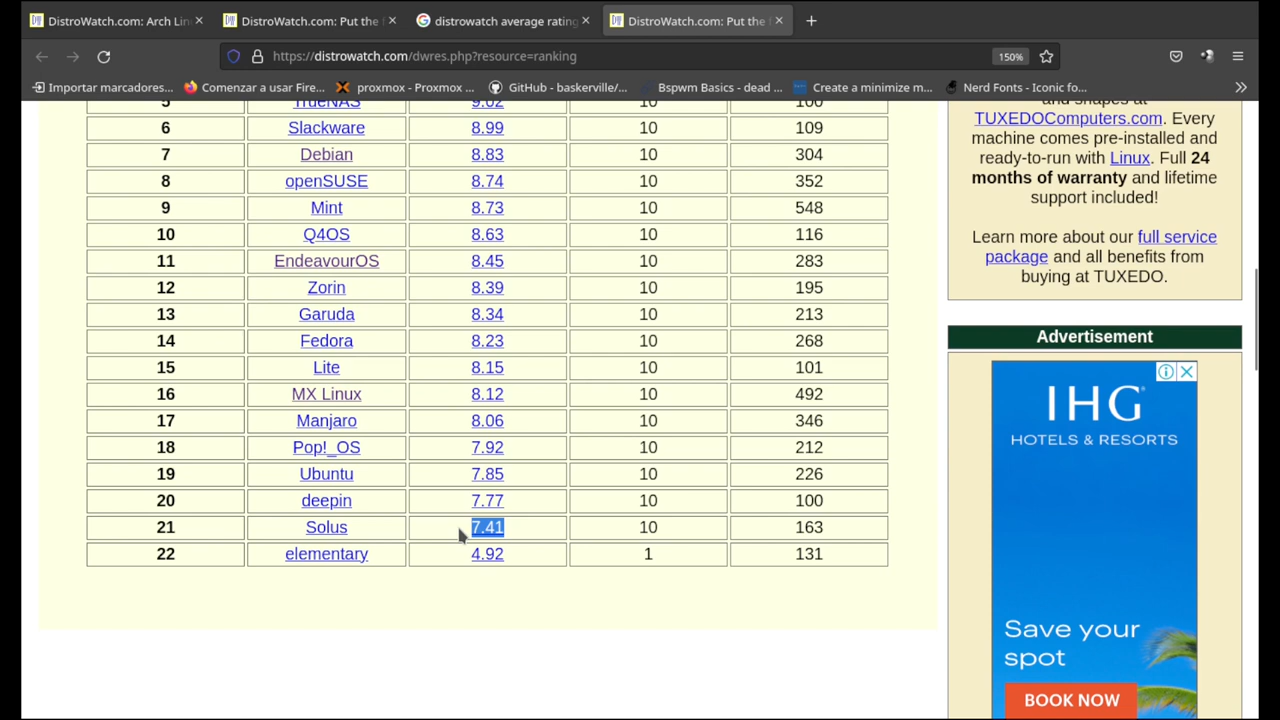 DistroWatch.com: Arch Lin
DistroWatch.com: Put the f
distrowatch average rating
DistroWatch.com: Put the f
https://distrowatch.com/dwres.php?resource=ranking
150%
Importar marcadores...
Comenzar a usar Fire...
proxmox - Proxmox ...
GitHub - baskerville/...
Bspwm Basics - dead ...
Create a minimize m...
Nerd Fonts - Iconic fo...
5 TrueNAS 9.02 10 100
6 Slackware 8.99 10 109
7 Debian 8.83 10 304
8 openSUSE 8.74 10 352
9 Mint 8.73 10 548
10 Q4OS 8.63 10 116
11 EndeavourOS 8.45 10 283
12 Zorin 8.39 10 195
13 Garuda 8.34 10 213
14 Fedora 8.23 10 268
15 Lite 8.15 10 101
16 MX Linux 8.12 10 492
17 Manjaro 8.06 10 346
18 Pop!_OS 7.92 10 212
19 Ubuntu 7.85 10 226
20 deepin 7.77 10 100
21 Solus 7.41 10 163
22 elementary 4.92 1 131
and shapes at
TUXEDOComputers.com. Every
machine comes pre-installed and
ready-to-run with Linux. Full 24
months of warranty and lifetime
support included!
Learn more about our full service
package and all benefits from
buying at TUXEDO.
Advertisement
IHG
HOTELS & RESORTS
Save your
spot
BOOK NOW